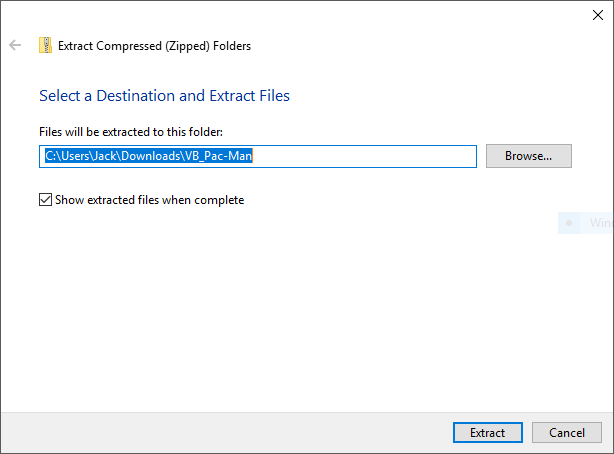 Extract Compressed (Zipped) Folders
Select a Destination and Extract Files
Files will be extracted to this folder:
C:\Users\Jack\Downloads\VB_Pac-Man
Browse...
Show extracted files when complete
Extract
Cancel